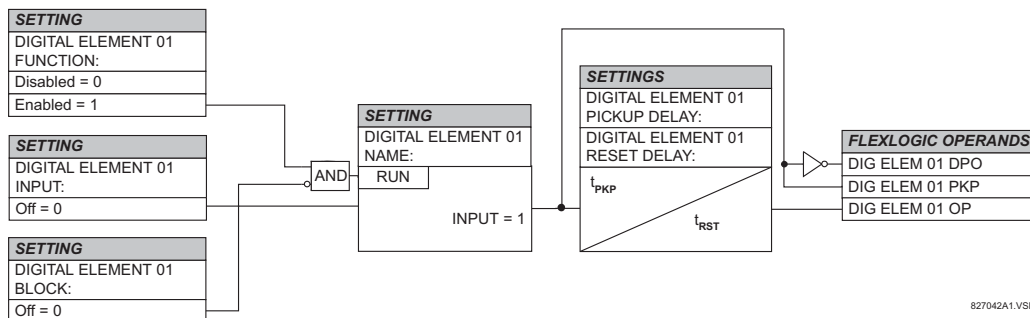 SETTING
DIGITAL ELEMENT 01
FUNCTION:
Disabled = 0
Enabled = 1
SETTING
DIGITAL ELEMENT 01
INPUT:
Off = 0
SETTING
DIGITAL ELEMENT 01
BLOCK:
Off = 0
AND
SETTING
DIGITAL ELEMENT 01
NAME:
RUN
INPUT = 1
SETTINGS
DIGITAL ELEMENT 01
PICKUP DELAY:
DIGITAL ELEMENT 01
RESET DELAY:
tPKP
tRST
FLEXLOGIC OPERANDS
DIG ELEM 01 DPO
DIG ELEM 01 PKP
DIG ELEM 01 OP
827042A1.VSD